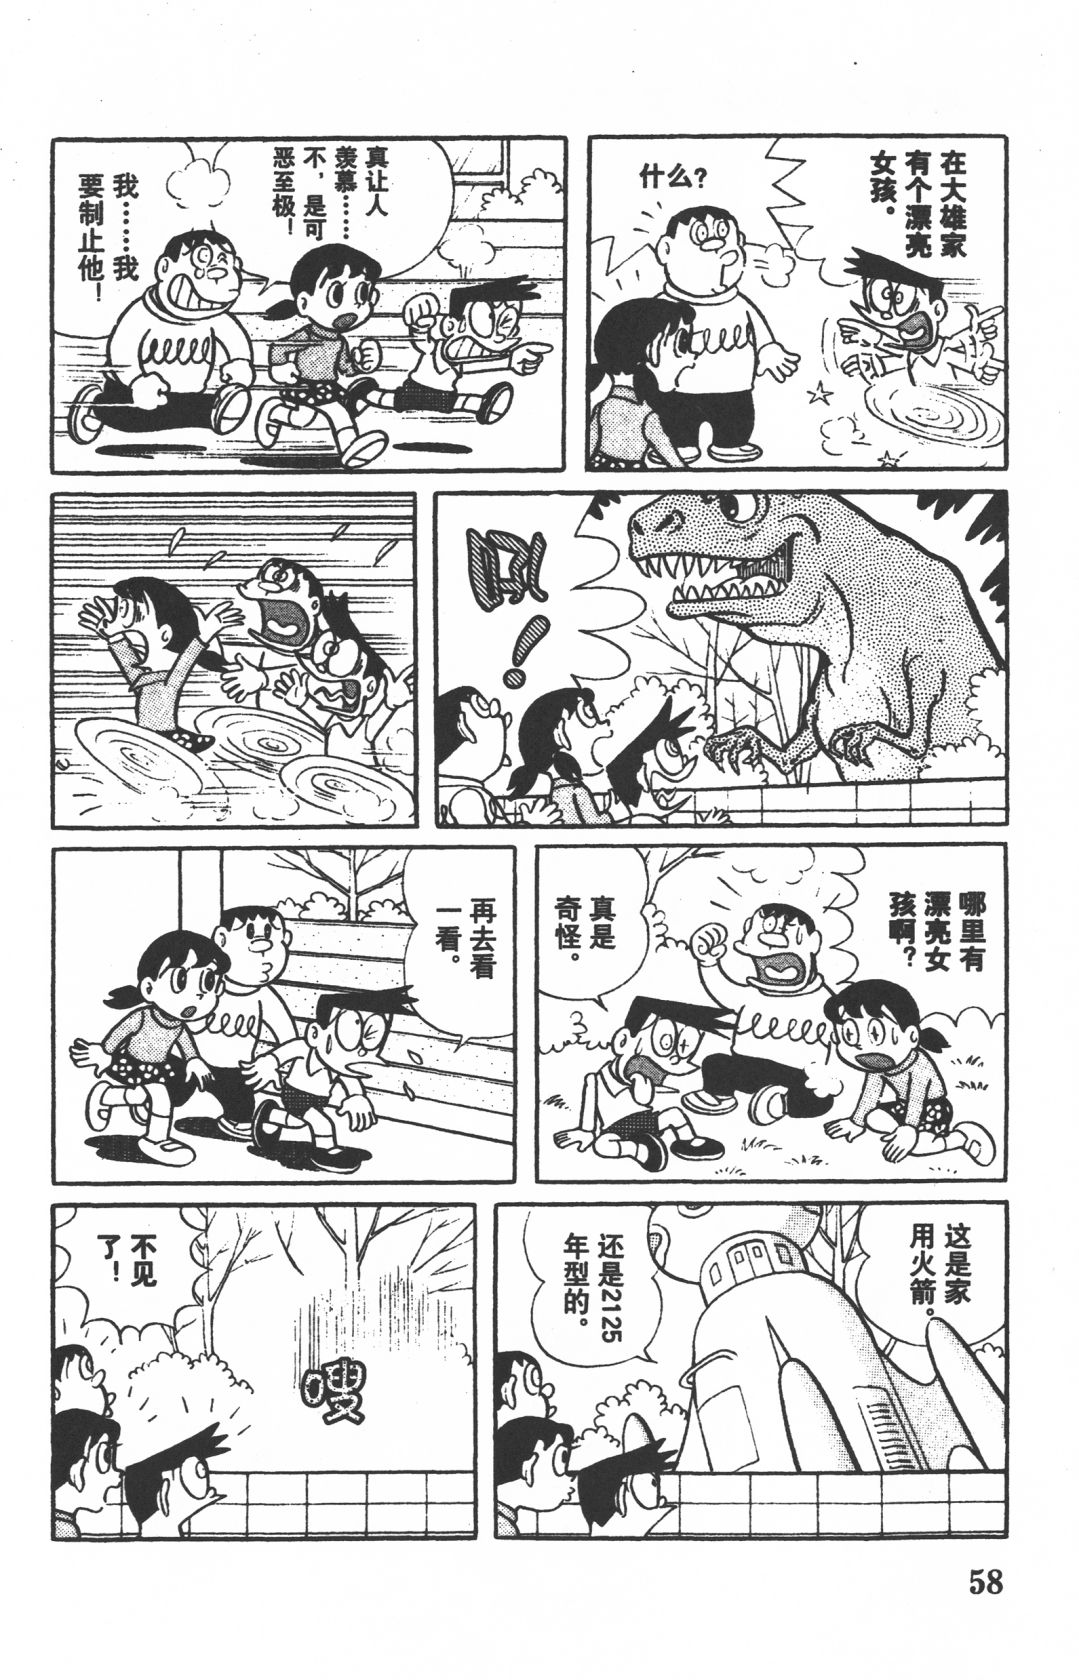 在大雄家
有个漂亮
女孩。
什么?
真让人
羡慕……
不，是可
恶至极！
我……我
要制止他！
哪里有
漂亮女
孩啊?
真是
奇怪。
再去看
一看。
这是家
用火箭。
还是2125
年型的。
嗖
不见
了！
58